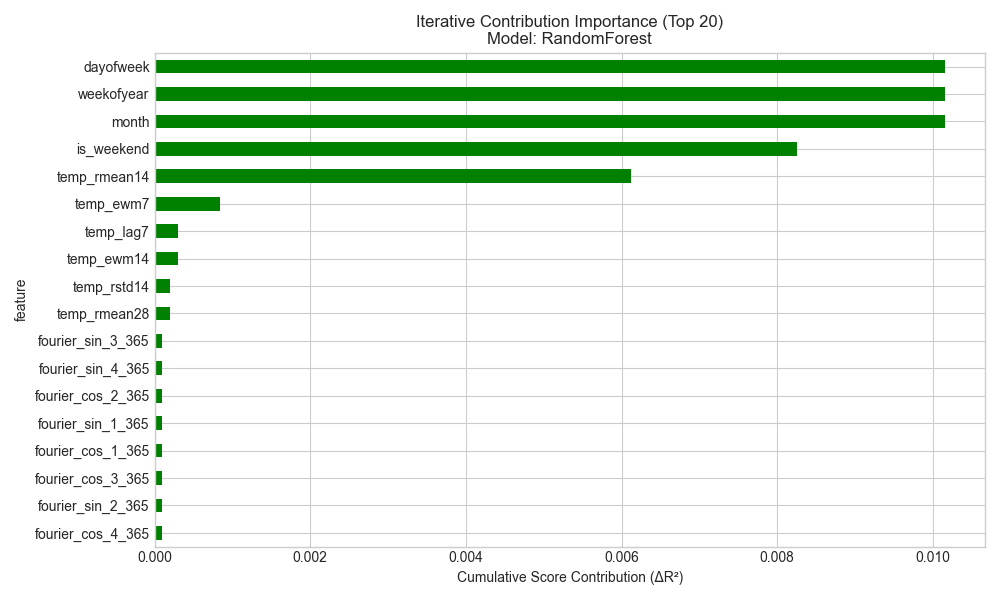 Iterative Contribution Importance (Top 20)
Model: RandomForest
feature
dayofweek
weekofyear
month
is_weekend
temp_rmean14
temp_ewm7
temp_lag7
temp_ewm14
temp_rstd14
temp_rmean28
fourier_sin_3_365
fourier_sin_4_365
fourier_cos_2_365
fourier_sin_1_365
fourier_cos_1_365
fourier_cos_3_365
fourier_sin_2_365
fourier_cos_4_365
0.000 0.002 0.004 0.006 0.008 0.010
Cumulative Score Contribution (ΔR²)